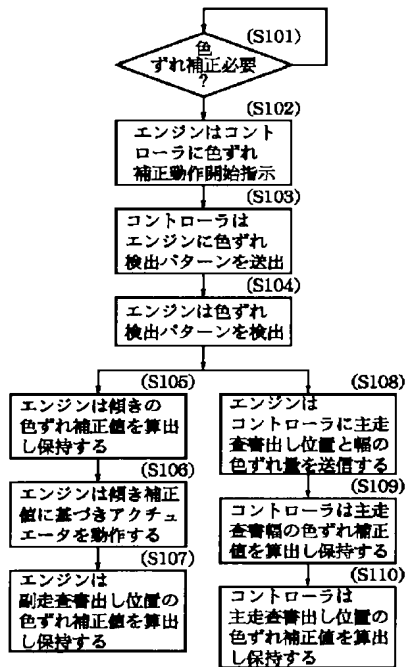 (S101)
色
ずれ補正必要
?
(S102)
エンジンはコント
ローラに色ずれ
補正動作開始指示
(S103)
コントローラは
エンジンに色ずれ
検出パターンを送出
(S104)
エンジンは色ずれ
検出パターンを検出
(S105)
エンジンは傾きの
色ずれ補正値を算出
し保持する
(S106)
エンジンは傾き補正
値に基づきアクチュ
エータを動作する
(S107)
エンジンは
副走査書出し位置の
色ずれ補正値を算出
し保持する
(S108)
エンジンは
コントローラに主走
査書出し位置と幅の
色ずれ量を送信する
(S109)
コントローラは主走
査書幅の色ずれ補正
値を算出し保持する
(S110)
コントローラは
主走査書出し位置の
色ずれ補正値を算出
し保持する